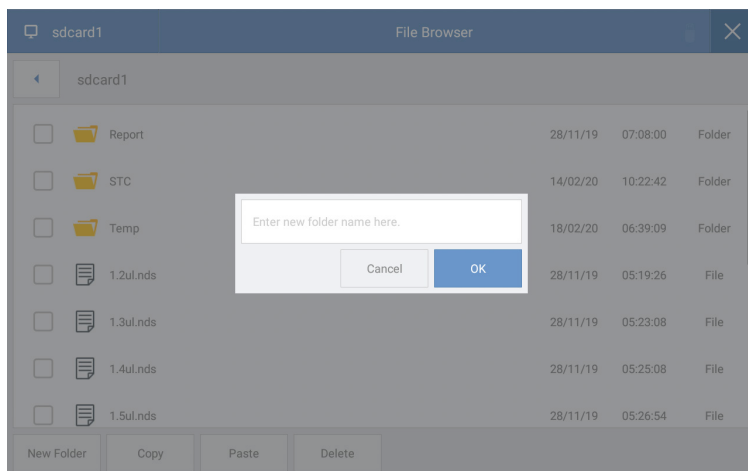 sdcard1 File Browser
sdcard1
Report 28/11/19 07:08:00 Folder
STC 14/02/20 10:22:42 Folder
Temp 18/02/20 06:39:09 Folder
Enter new folder name here.
Cancel OK
1.2ul.nds 28/11/19 05:19:26 File
1.3ul.nds 28/11/19 05:23:08 File
1.4ul.nds 28/11/19 05:25:08 File
1.5ul.nds 28/11/19 05:26:54 File
New Folder Copy Paste Delete